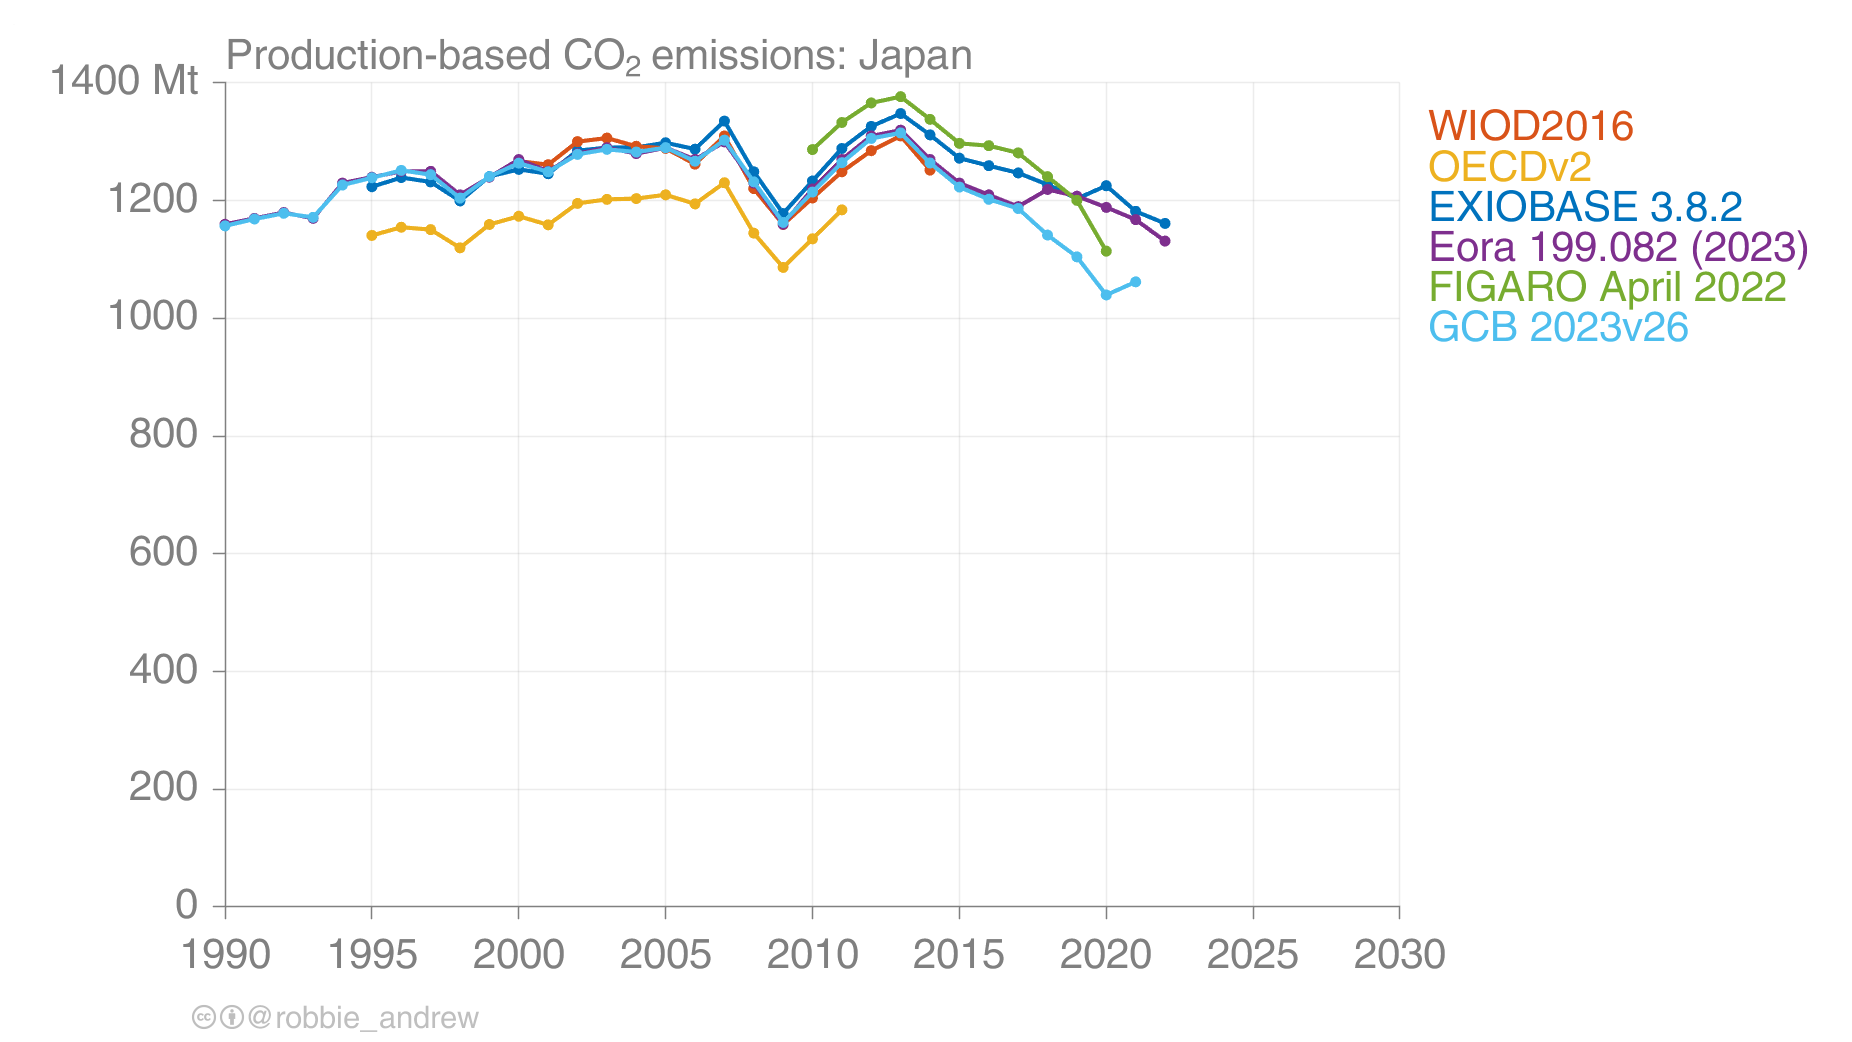 Production-based CO₂ emissions: Japan
1400 Mt
1200
1000
800
600
400
200
0
1990 1995 2000 2005 2010 2015 2020 2025 2030
WIOD2016
OECDv2
EXIOBASE 3.8.2
Eora 199.082 (2023)
FIGARO April 2022
GCB 2023v26
cc @robbie_andrew